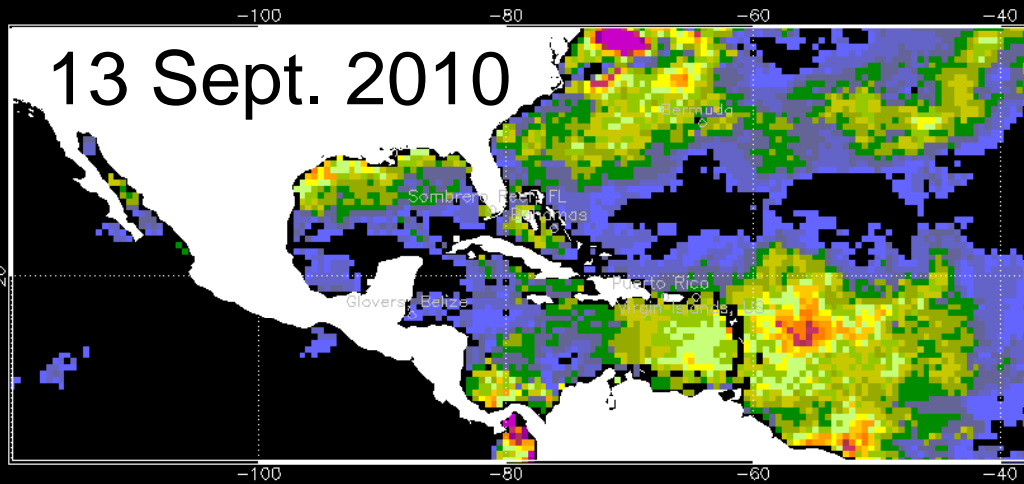 -100 -80 -60 -40
13 Sept. 2010
Bermuda
Sombrero Reef, FL
Bahamas
Puerto Rico
Virgin Islands, US
Glovers, Belize
-100 -80 -60 -40